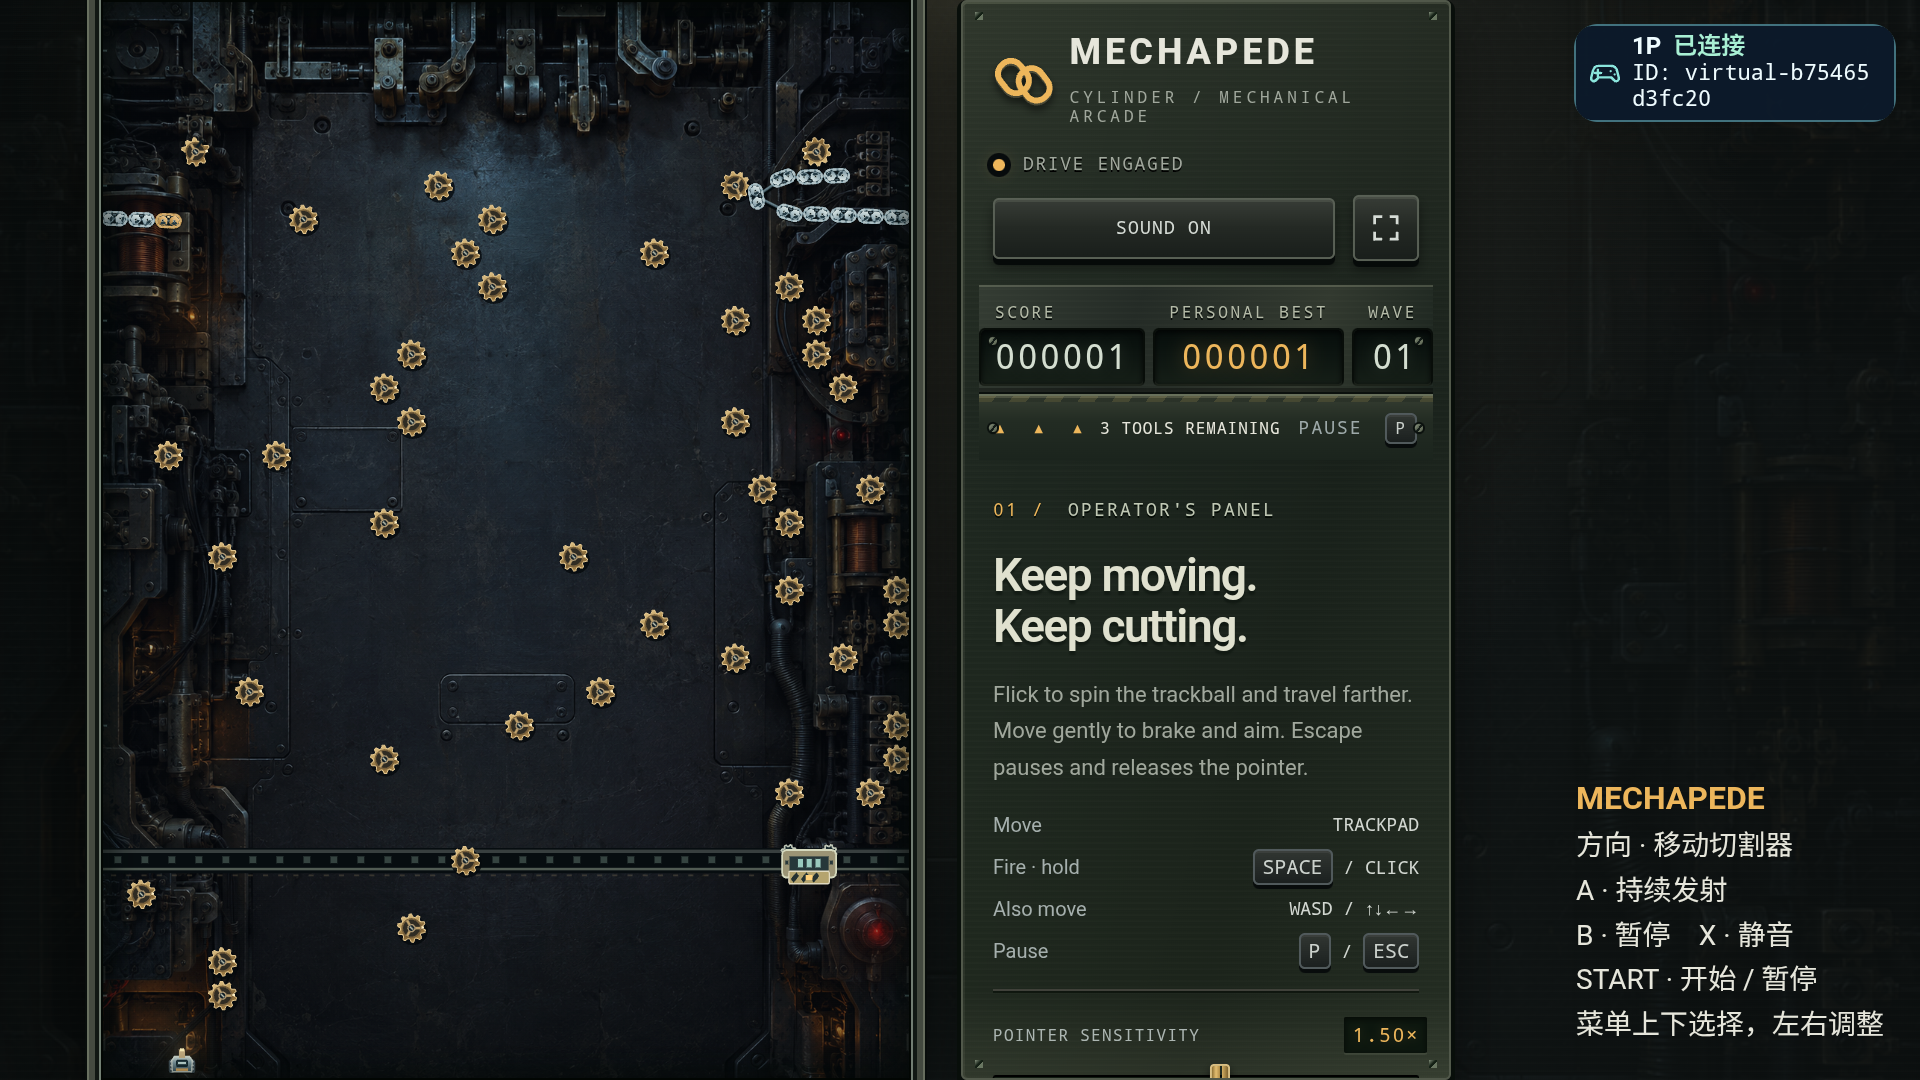 MECHAPEDE
CYLINDER / MECHANICAL
ARCADE
DRIVE ENGAGED
SOUND ON
SCORE
PERSONAL BEST
WAVE
000001
000001
01
▲ ▲ ▲ 3 TOOLS REMAINING
PAUSE P
01 / OPERATOR'S PANEL
Keep moving.
Keep cutting.
Flick to spin the trackball and travel farther.
Move gently to brake and aim. Escape
pauses and releases the pointer.
Move TRACKPAD
Fire · hold SPACE / CLICK
Also move WASD / ↑↓←→
Pause P / ESC
POINTER SENSITIVITY 1.50×
1P 已连接
ID: virtual-b75465
d3fc20
MECHAPEDE
方向 · 移动切割器
A · 持续发射
B · 暂停 X · 静音
START · 开始 / 暂停
菜单上下选择，左右调整